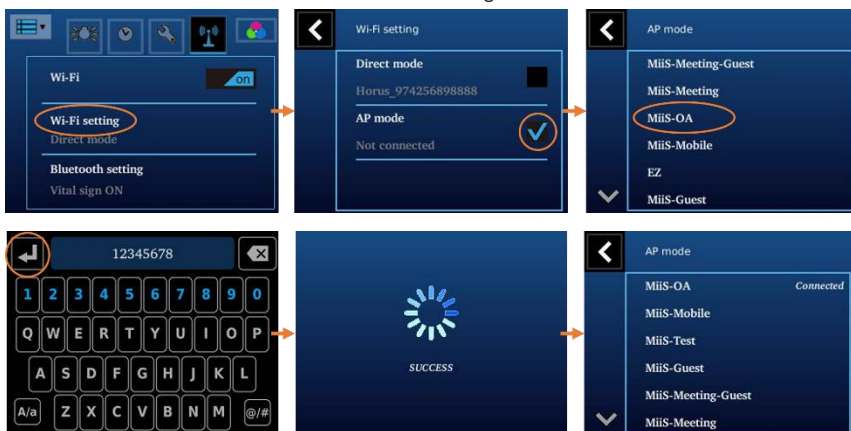 Wi-Fi
on
Wi-Fi setting
Direct mode
Bluetooth setting
Vital sign ON
Wi-Fi setting
Direct mode
Horus_974256898888
AP mode
Not connected
AP mode
MiiS-Meeting-Guest
MiiS-Meeting
MiiS-OA
MiiS-Mobile
EZ
MiiS-Guest
12345678
1 2 3 4 5 6 7 8 9 0
Q W E R T Y U I O P
A S D F G H J K L
A/a Z X C V B N M @/#
SUCCESS
AP mode
MiiS-OA Connected
MiiS-Mobile
MiiS-Test
MiiS-Guest
MiiS-Meeting-Guest
MiiS-Meeting